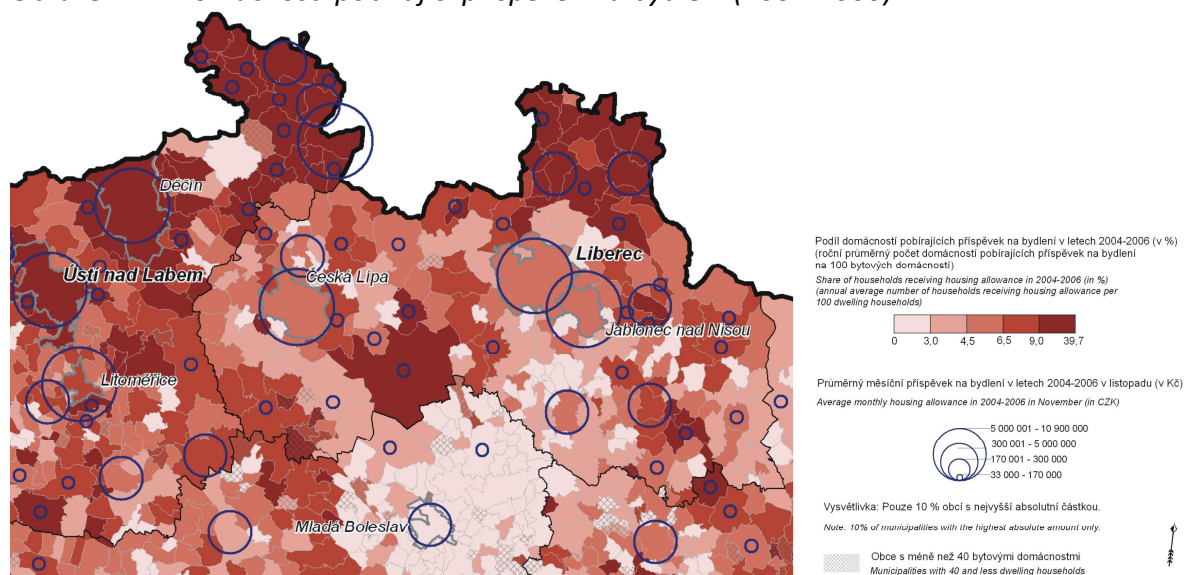 Děčín
Ústí nad Labem
Česká Lípa
Liberec
Jablonec nad Nisou
Litoměřice
Mladá Boleslav
Podíl domácností pobírajících příspěvek na bydlení v letech 2004-2006 (v %)
(roční průměrný počet domácností pobírajících příspěvek na bydlení
na 100 bytových domácností)
Share of households receiving housing allowance in 2004-2006 (in %)
(annual average number of households receiving housing allowance per
100 dwelling households)
0 3,0 4,5 6,5 9,0 39,7
Průměrný měsíční příspěvek na bydlení v letech 2004-2006 v listopadu (v Kč)
Average monthly housing allowance in 2004-2006 in November (in CZK)
5 000 001 - 10 900 000
300 001 - 5 000 000
170 001 - 300 000
33 000 - 170 000
Vysvětlivka: Pouze 10 % obcí s nejvyšší absolutní částkou.
Note: 10% of municipalities with the highest absolute amount only.
Obce s méně než 40 bytovými domácnostmi
Municipalities with 40 and less dwelling households